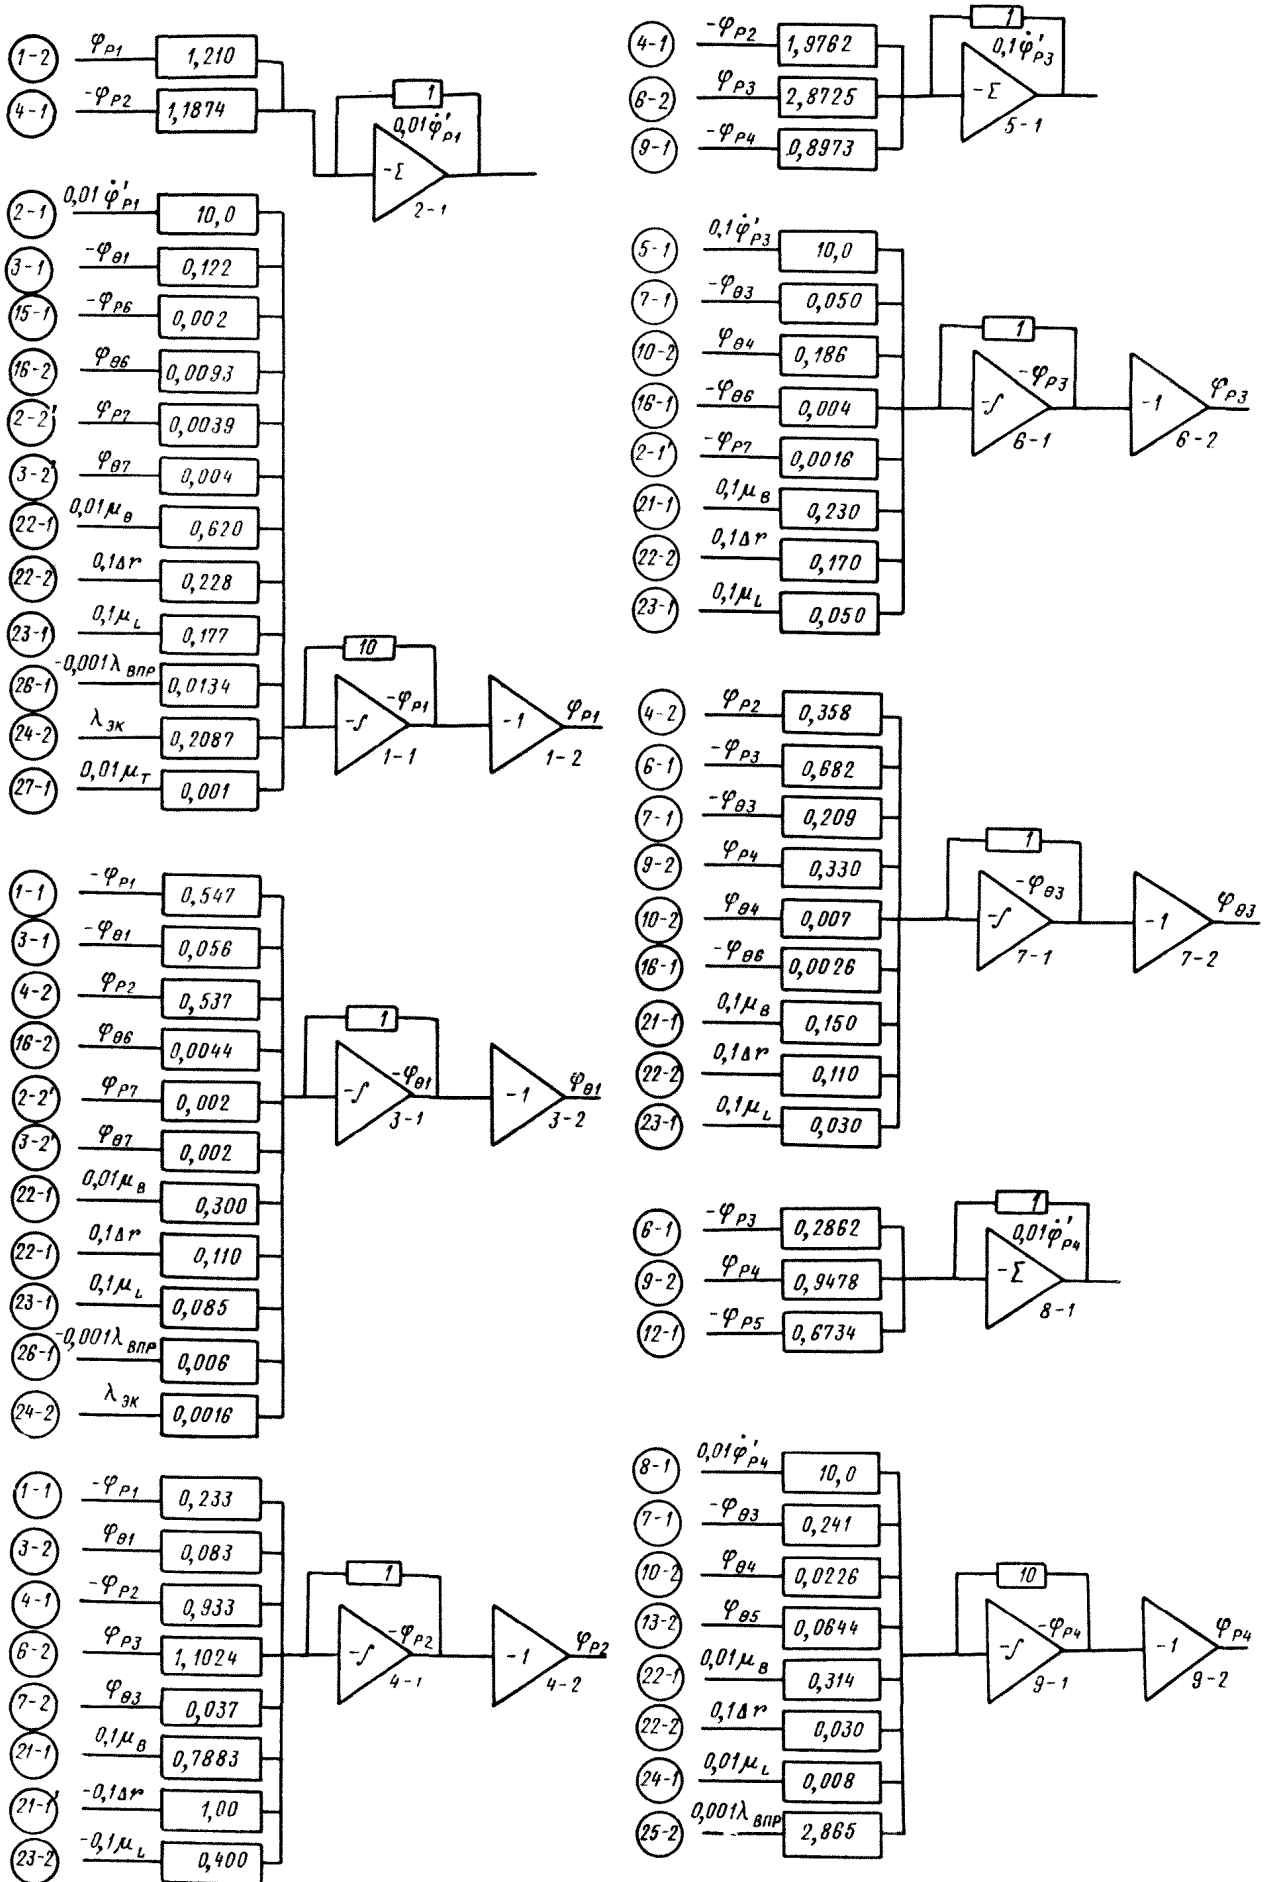 1-2 φP1 1,210
4-1 -φP2 1,1874
1
0,01φ̇'P1
-Σ
2-1
2-1 0,01φ̇'P1 10,0
3-1 -φθ1 0,122
15-1 -φP6 0,002
16-2 φθ6 0,0093
2-2' φP7 0,0039
3-2' φθ7 0,004
22-1 0,01μв 0,620
22-2 0,1Δr 0,228
23-1 0,1μL 0,177
26-1 -0,001λВПР 0,0134
24-2 λЭК 0,2087
27-1 0,01μТ 0,001
10
-∫ -φP1 -1 φP1
1-1 1-2
1-1 -φP1 0,547
3-1 -φθ1 0,056
4-2 φP2 0,537
16-2 φθ6 0,0044
2-2' φP7 0,002
3-2' φθ7 0,002
22-1 0,01μВ 0,300
22-1 0,1Δr 0,110
23-1 0,1μL 0,085
26-1 -0,001λВПР 0,006
24-2 λЭК 0,0016
1
-∫ -φθ1 -1 φθ1
3-1 3-2
1-1 -φP1 0,233
3-2 φθ1 0,083
4-1 -φP2 0,933
6-2 φP3 1,1024
7-2 φθ3 0,037
21-1 0,1μВ 0,7883
21-1' -0,1Δr 1,00
23-2 -0,1μL 0,400
1
-∫ -φP2 -1 φP2
4-1 4-2
4-1 -φP2 1,9762
6-2 φP3 2,8725
9-1 -φP4 0,8973
1
0,1φ̇'P3
-Σ
5-1
5-1 0,1φ̇'P3 10,0
7-1 -φθ3 0,050
10-2 φθ4 0,186
16-1 -φθ6 0,004
2-1' -φP7 0,0016
21-1 0,1μВ 0,230
22-2 0,1Δr 0,170
23-1 0,1μL 0,050
1
-∫ -φP3 -1 φP3
6-1 6-2
4-2 φP2 0,358
6-1 -φP3 0,682
7-1 -φθ3 0,209
9-2 φP4 0,330
10-2 φθ4 0,007
16-1 -φθ6 0,0026
21-1 0,1μВ 0,150
22-2 0,1Δr 0,110
23-1 0,1μL 0,030
1
-∫ -φθ3 -1 φθ3
7-1 7-2
6-1 -φP3 0,2862
9-2 φP4 0,9478
12-1 -φP5 0,6734
1
0,01φ̇'P4
-Σ
8-1
8-1 0,01φ̇'P4 10,0
7-1 -φθ3 0,241
10-2 φθ4 0,0226
13-2 φθ5 0,0644
22-1 0,01μВ 0,314
22-2 0,1Δr 0,030
24-1 0,01μL 0,008
25-2 0,001λВПР 2,865
10
-∫ -φP4 -1 φP4
9-1 9-2